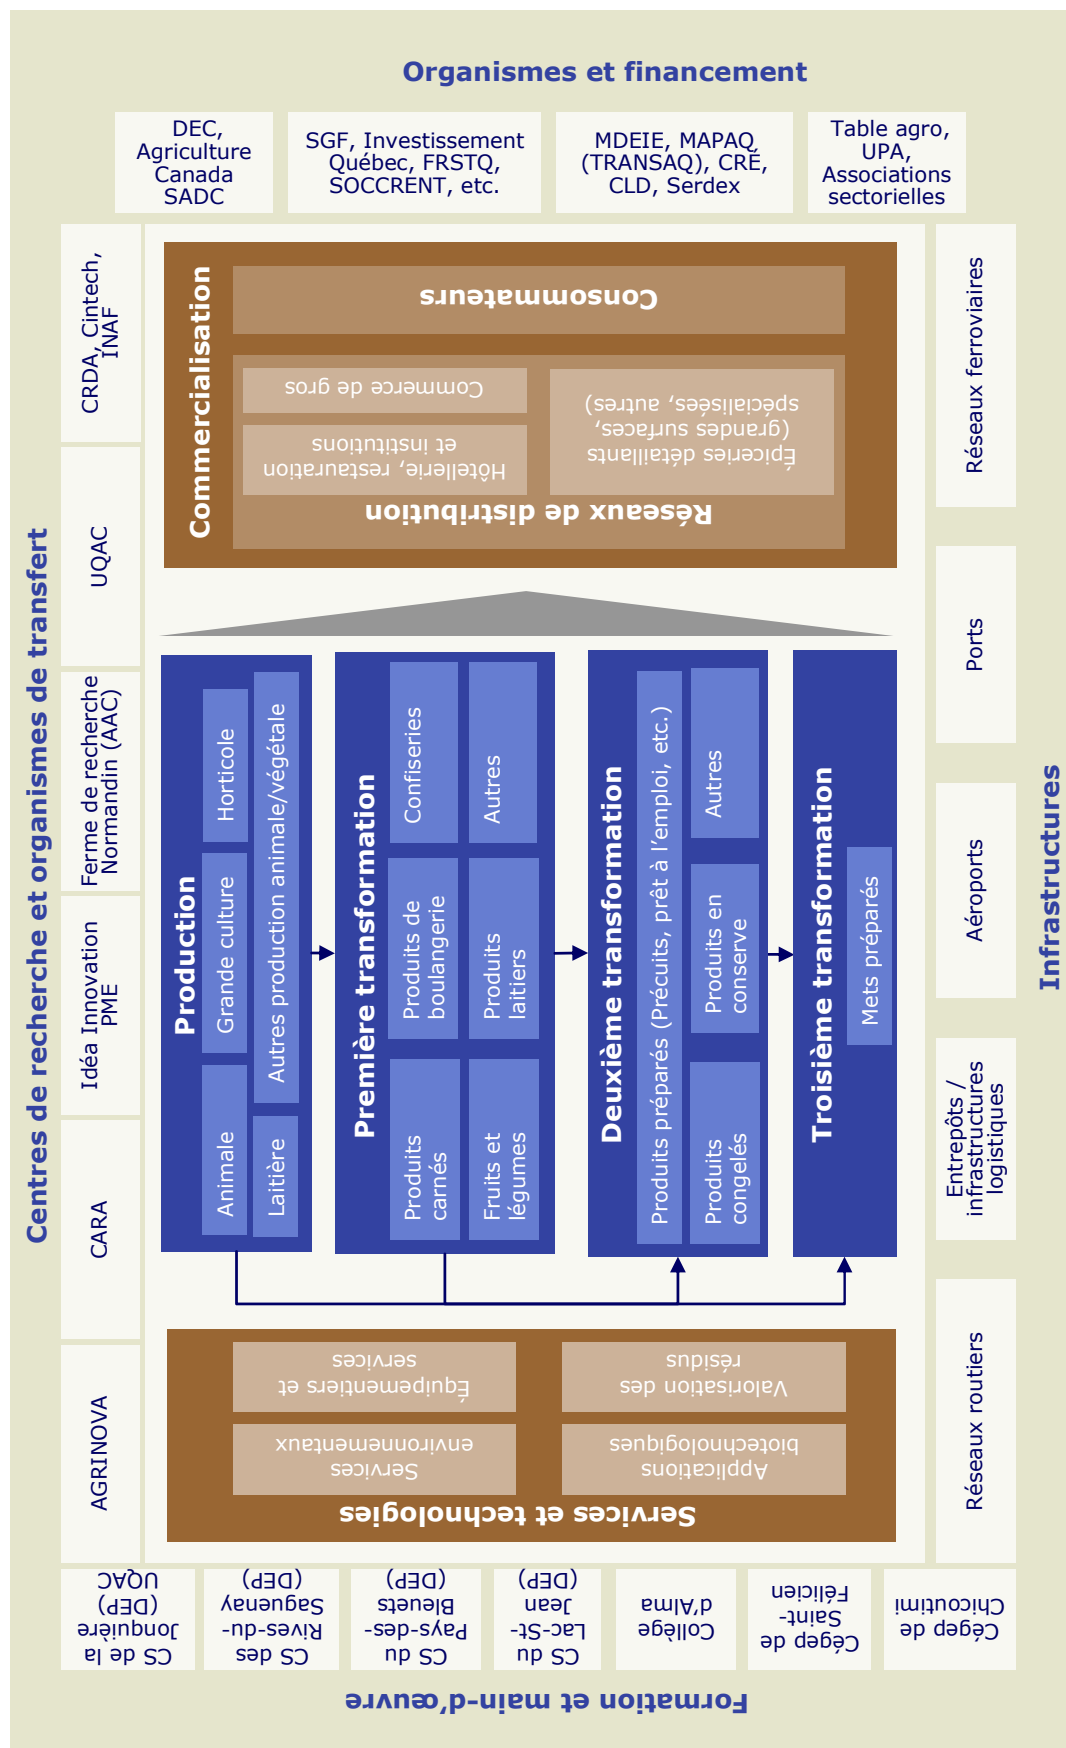 Organismes et financement
DEC,
Agriculture
Canada
SADC
SGF, Investissement
Québec, FRSTQ,
SOCCRENT, etc.
MDEIE, MAPAQ
(TRANSAQ), CRÉ,
CLD, Serdex
Table agro,
UPA,
Associations
sectorielles
Centres de recherche et organismes de transfert
CRDA, Cintech,
INAF
UQAC
Ferme de recherche
Normandin (AAC)
Idéa Innovation
PME
CARA
AGRINOVA
Commercialisation
Consommateurs
Réseaux de distribution
Hôtellerie, restauration
et institutions
Commerce de gros
Épiceries détaillants
(grandes surfaces,
spécialisées, autres)
Production
Animale
Grande culture
Horticole
Laitière
Autres production animale/végétale
Première transformation
Produits
carnés
Produits de
boulangerie
Confiseries
Fruits et
légumes
Produits
laitiers
Autres
Deuxième transformation
Produits préparés (Précuits, prêt à l'emploi, etc.)
Produits
congelés
Produits en
conserve
Autres
Troisième transformation
Mets préparés
Services et technologies
Services
environnementaux
Équipementiers et
services
Applications
biotechnologiques
Valorisation des
résidus
Infrastructures
Réseaux ferroviaires
Ports
Aéroports
Entrepôts /
infrastructures
logistiques
Réseaux routiers
Formation et main-d'œuvre
CS de la
Jonquière
(DEP)
UQAC
CS des
Rives-du-
Saguenay
(DEP)
CS du
Pays-des-
Bleuets
(DEP)
CS du
Lac-St-
Jean
(DEP)
Collège
d'Alma
Cégep de
Saint-
Félicien
Cégep de
Chicoutimi